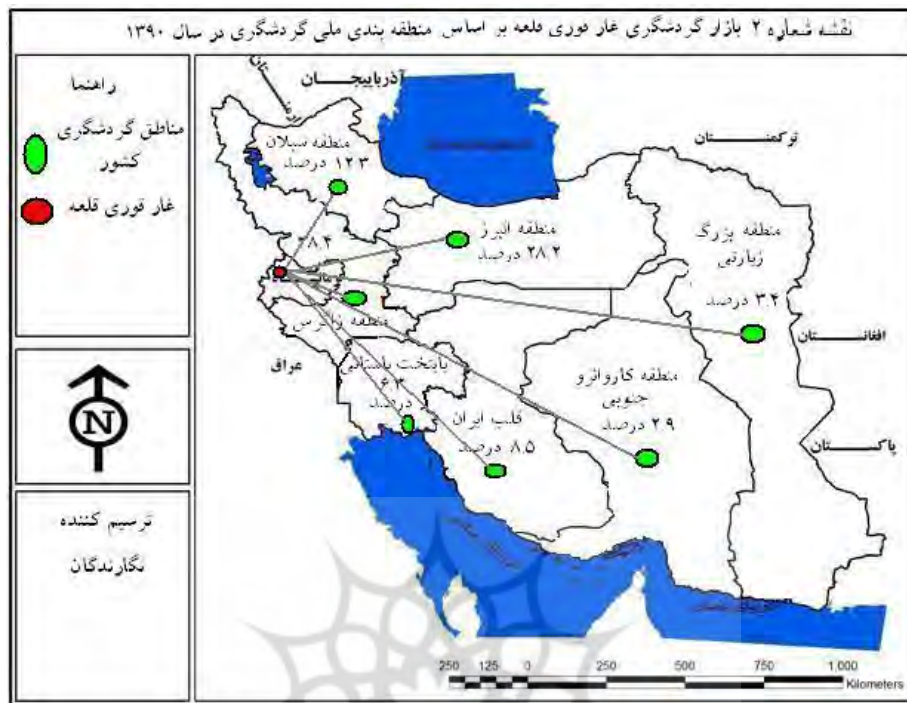 نقشه شماره ۲ بازار گردشگری غار قوری قلعه بر اساس منطقه بندی ملی گردشگری در سال ۱۳۹۰
راهنما
مناطق گردشگری
کشور
غار قوری قلعه
N
ترسیم کننده
نگارندگان
آذربایجان
ترکمنستان
منطقه سبلان
۱۲.۳ درصد
منطقه البرز
۲۸.۲ درصد
منطقه بزرگ
زیارتی
۳.۴ درصد
افغانستان
منطقه زاگرس
عراق
پایتخت باستانی
درصد
منطقه کاروانرو
جنوبی
۲.۹ درصد
قلب ایران
۸.۵ درصد
پاکستان
250 125 0 250 500 750 1,000
Kilometers